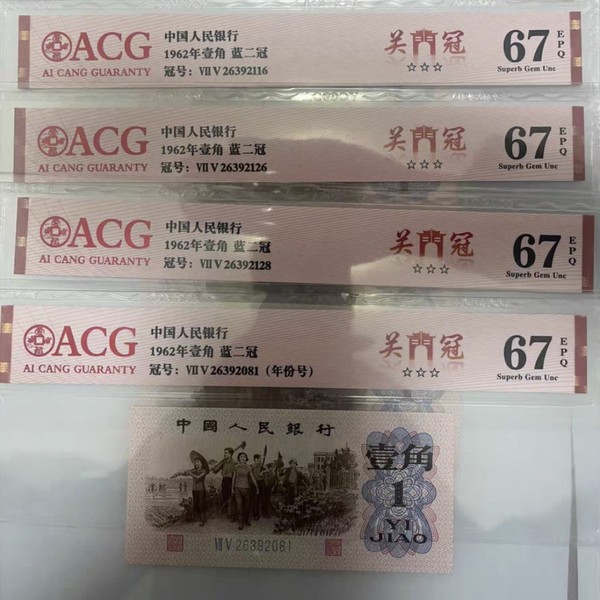 ACG
AI CANG GUARANTY
中国人民银行
1962年壹角 蓝二冠
冠号：VII V 26392116
关門冠
☆☆☆
67
EPQ
Superb Gem Unc
ACG
AI CANG GUARANTY
中国人民银行
1962年壹角 蓝二冠
冠号：VII V 26392126
关門冠
☆☆☆
67
EPQ
Superb Gem Unc
ACG
AI CANG GUARANTY
中国人民银行
1962年壹角 蓝二冠
冠号：VII V 26392128
关門冠
☆☆☆
67
EPQ
Superb Gem Unc
ACG
AI CANG GUARANTY
中国人民银行
1962年壹角 蓝二冠
冠号：VII V 26392081（年份号）
关門冠
☆☆☆
67
EPQ
Superb Gem Unc
中國人民銀行
壹角
1
YI
JIAO
VII V 26392081